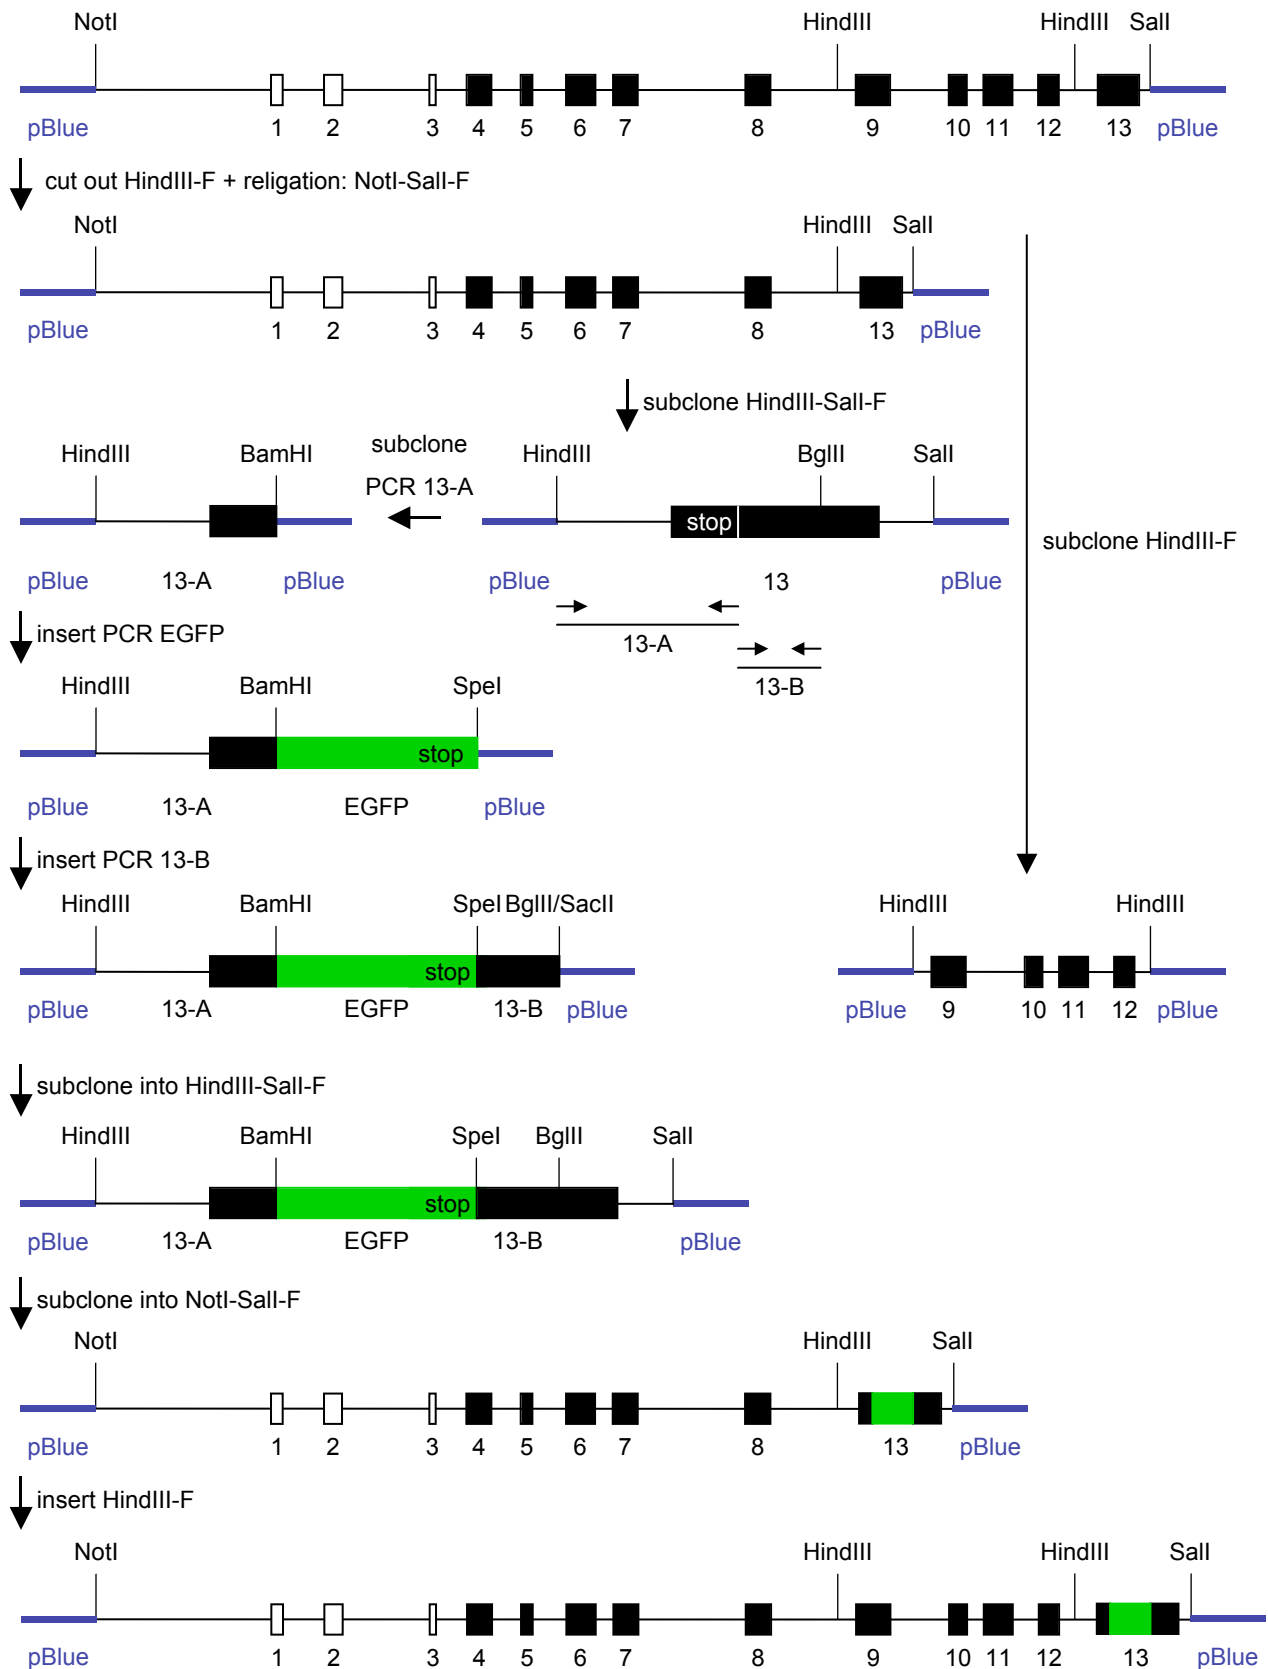 NotI HindIII HindIII SalI
1 2 3 4 5 6 7 8 9 10 11 12 13
pBlue pBlue
cut out HindIII-F + religation: NotI-SalI-F
NotI HindIII SalI
1 2 3 4 5 6 7 8 13
pBlue pBlue
subclone HindIII-SalI-F
HindIII BamHI subclone HindIII BglII SalI
PCR 13-A
stop
subclone HindIII-F
pBlue 13-A pBlue pBlue 13 pBlue
insert PCR EGFP
13-A
13-B
HindIII BamHI SpeI
stop
pBlue 13-A EGFP pBlue
insert PCR 13-B
HindIII BamHI SpeI BglII/SacII HindIII HindIII
stop
pBlue 13-A EGFP 13-B pBlue pBlue 9 10 11 12 pBlue
subclone into HindIII-SalI-F
HindIII BamHI SpeI BglII SalI
stop
pBlue 13-A EGFP 13-B pBlue
subclone into NotI-SalI-F
NotI HindIII SalI
pBlue 1 2 3 4 5 6 7 8 13 pBlue
insert HindIII-F
NotI HindIII HindIII SalI
pBlue 1 2 3 4 5 6 7 8 9 10 11 12 13 pBlue